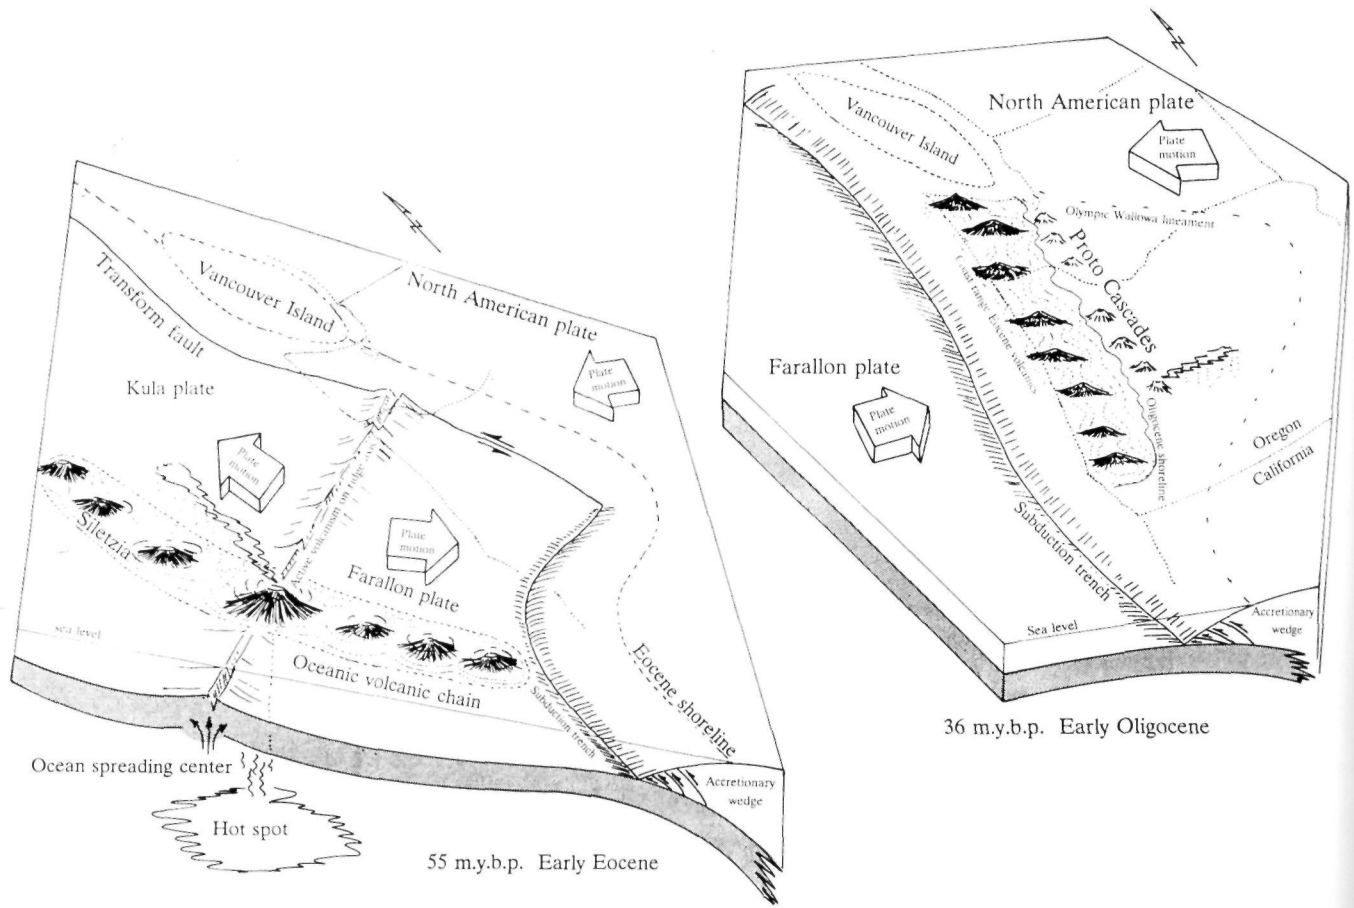 Vancouver Island
Transform fault
North American plate
Plate
motion
Kula plate
Plate
motion
Siletzia
Active volcanism on ridge
Plate
motion
Farallon plate
sea level
Oceanic volcanic chain
Subduction trench
Eocene shoreline
Ocean spreading center
Accretionary
wedge
Hot spot
55 m.y.b.p. Early Eocene
N
North American plate
Vancouver Island
Plate
motion
Olympic Wallowa lineament
Proto Cascades
Coast range Eocene volcanics
Farallon plate
Plate
motion
Oligocene shoreline
Oregon
California
Subduction trench
Sea level
Accretionary
wedge
36 m.y.b.p. Early Oligocene
N